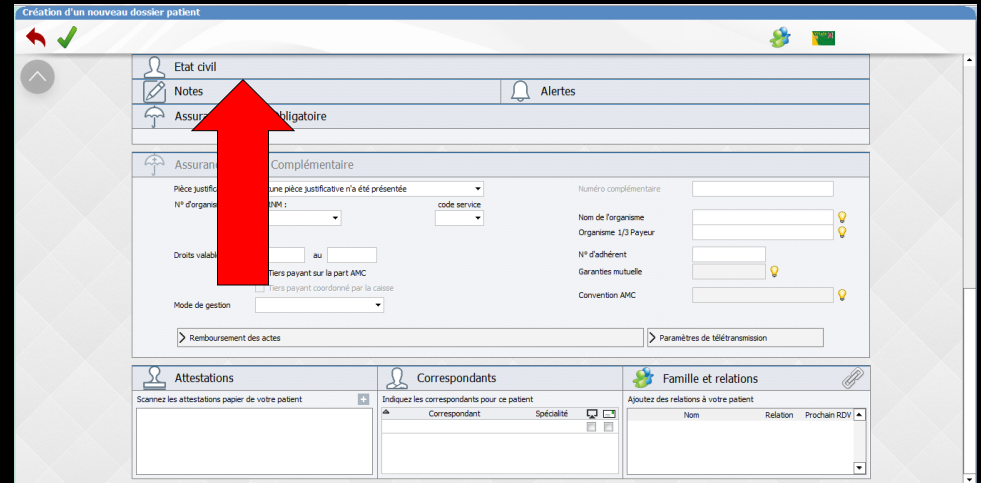 Création d'un nouveau dossier patient
Etat civil
Notes
Alertes
bligatoire
Complémentaire
Pièce justific
une pièce justificative n'a été présentée
Numéro complémentaire
N° d'organis
code service
Nom de l'organisme
Organisme 1/3 Payeur
Droits valabl
au
N° d'adhérent
Tiers payant sur la part AMC
Garanties mutuelle
Tiers payant coordonné par la caisse
Convention AMC
Mode de gestion
Remboursement des actes
Paramètres de télétransmission
Attestations
Correspondants
Famille et relations
Scannez les attestations papier de votre patient
Indiquez les correspondants pour ce patient
Ajoutez des relations à votre patient
Correspondant Spécialité
Nom Relation Prochain RDV